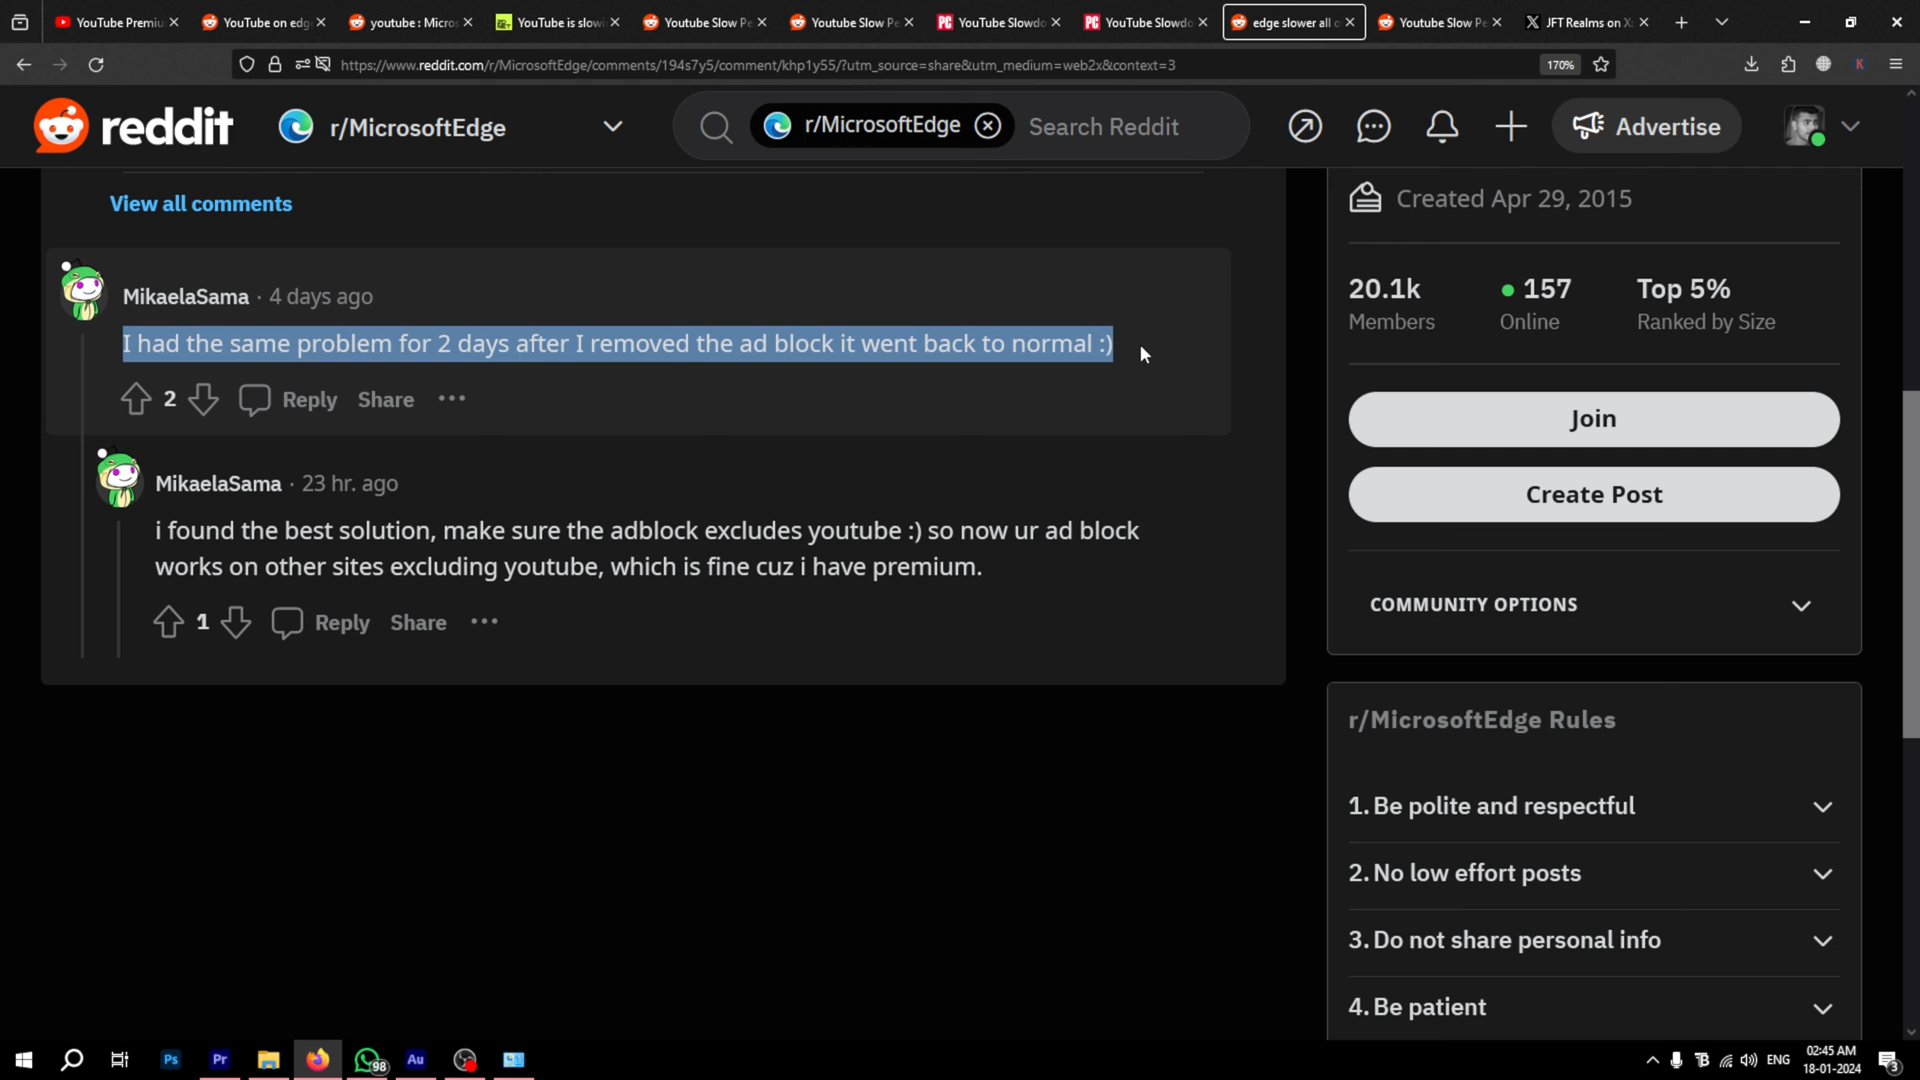 YouTube Premiu
YouTube on edg
youtube : Micros
YouTube is slowi
Youtube Slow Pe
Youtube Slow Pe
YouTube Slowdo
YouTube Slowdo
edge slower all o
Youtube Slow Pe
JFT Realms on X:
https://www.reddit.com/r/MicrosoftEdge/comments/194s7y5/comment/khp1y55/?utm_source=share&utm_medium=web2x&context=3
170%
reddit
r/MicrosoftEdge
r/MicrosoftEdge
Search Reddit
Advertise
View all comments
MikaelaSama · 4 days ago
I had the same problem for 2 days after I removed the ad block it went back to normal :)
2
Reply
Share
MikaelaSama · 23 hr. ago
i found the best solution, make sure the adblock excludes youtube :) so now ur ad block
works on other sites excluding youtube, which is fine cuz i have premium.
1
Reply
Share
Created Apr 29, 2015
20.1k
Members
157
Online
Top 5%
Ranked by Size
Join
Create Post
COMMUNITY OPTIONS
r/MicrosoftEdge Rules
1. Be polite and respectful
2. No low effort posts
3. Do not share personal info
4. Be patient
Ps
Pr
98
Au
ENG
02:45 AM
18-01-2024
3